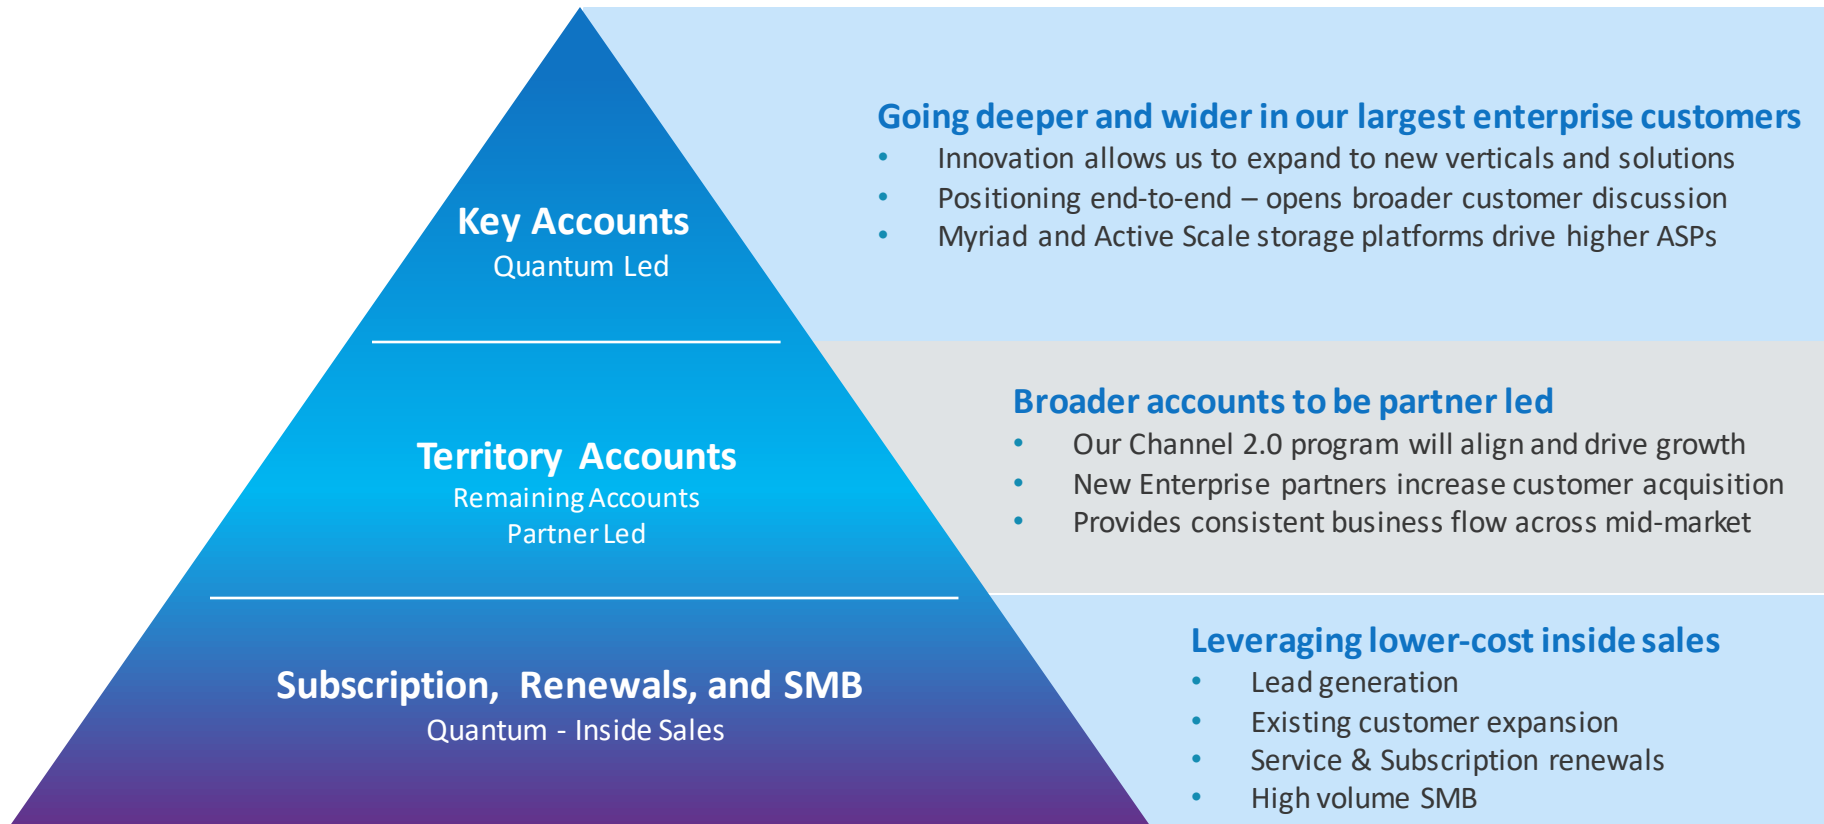 Key Accounts
Quantum Led
Going deeper and wider in our largest enterprise customers
• Innovation allows us to expand to new verticals and solutions
• Positioning end-to-end – opens broader customer discussion
• Myriad and Active Scale storage platforms drive higher ASPs
Territory Accounts
Remaining Accounts
Partner Led
Broader accounts to be partner led
• Our Channel 2.0 program will align and drive growth
• New Enterprise partners increase customer acquisition
• Provides consistent business flow across mid-market
Subscription, Renewals, and SMB
Quantum - Inside Sales
Leveraging lower-cost inside sales
• Lead generation
• Existing customer expansion
• Service & Subscription renewals
• High volume SMB